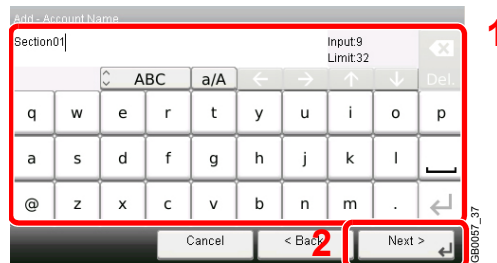 Add - Account Name
1
Section01
Input:9
Limit:32
ABC a/A Del.
q w e r t y u i o p
a s d f g h j k l
@ z x c v b n m .
Cancel < Back 2 Next >
GB0057_37